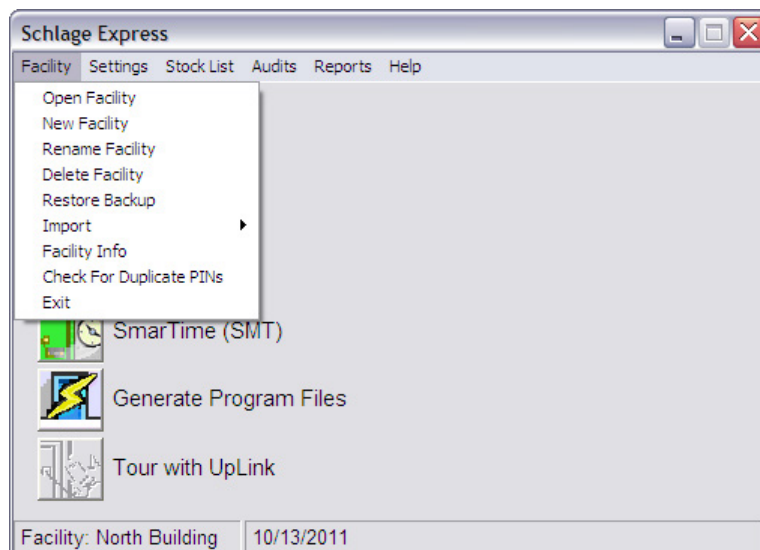 Schlage Express
Facility Settings Stock List Audits Reports Help
Open Facility
New Facility
Rename Facility
Delete Facility
Restore Backup
Import
Facility Info
Check For Duplicate PINs
Exit
SmarTime (SMT)
Generate Program Files
Tour with UpLink
Facility: North Building 10/13/2011